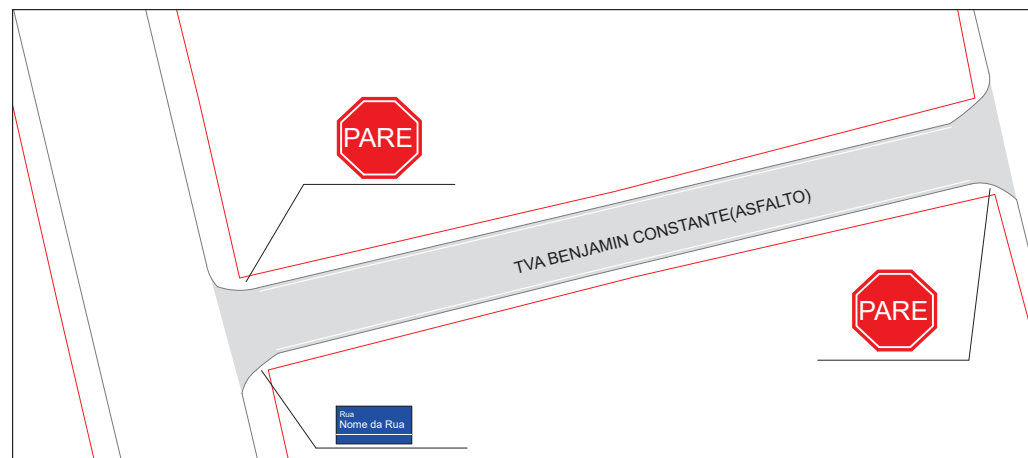 PARE
TVA BENJAMIN CONSTANTE(ASFALTO)
PARE
Rua
Nome da Rua